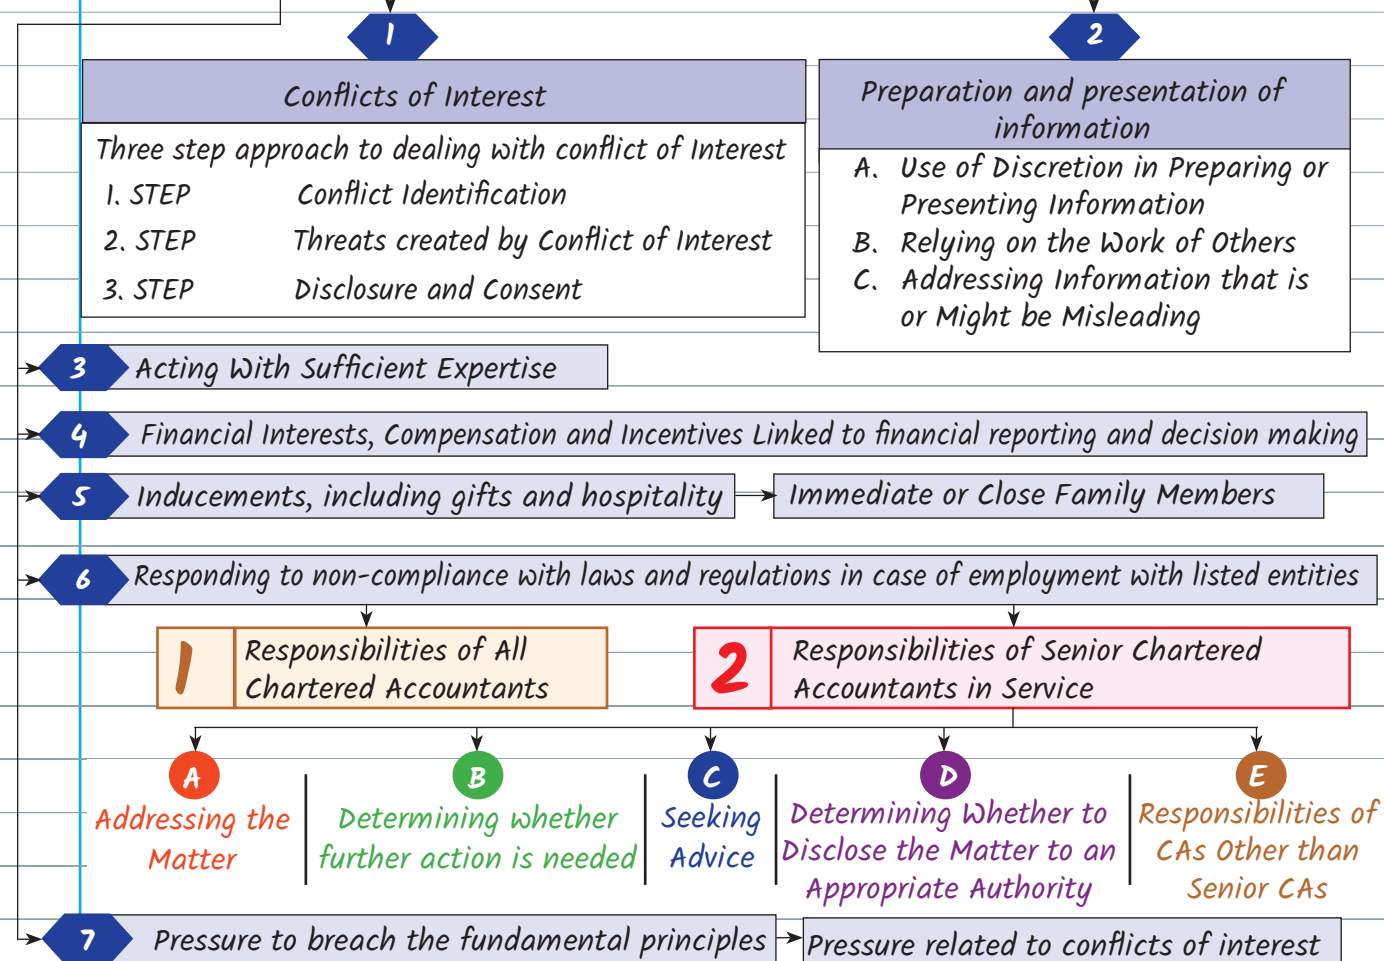 1
Conflicts of Interest
Three step approach to dealing with conflict of Interest
1. STEP Conflict Identification
2. STEP Threats created by Conflict of Interest
3. STEP Disclosure and Consent
2
Preparation and presentation of
information
A. Use of Discretion in Preparing or
Presenting Information
B. Relying on the Work of Others
C. Addressing Information that is
or Might be Misleading
3 Acting With Sufficient Expertise
4 Financial Interests, Compensation and Incentives Linked to financial reporting and decision making
5 Inducements, including gifts and hospitality Immediate or Close Family Members
6 Responding to non-compliance with laws and regulations in case of employment with listed entities
1 Responsibilities of All
Chartered Accountants
2 Responsibilities of Senior Chartered
Accountants in Service
A
Addressing the
Matter
B
Determining whether
further action is needed
C
Seeking
Advice
D
Determining Whether to
Disclose the Matter to an
Appropriate Authority
E
Responsibilities of
CAs Other than
Senior CAs
7 Pressure to breach the fundamental principles Pressure related to conflicts of interest